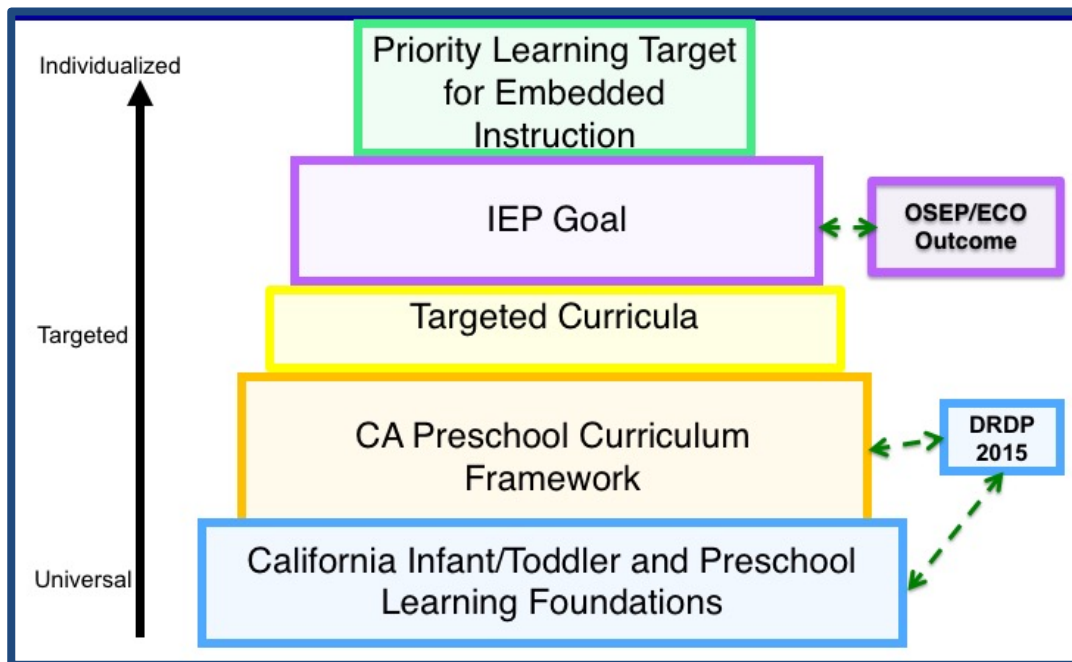 Individualized
Priority Learning Target
for Embedded
Instruction
IEP Goal
OSEP/ECO
Outcome
Targeted
Targeted Curricula
CA Preschool Curriculum
Framework
DRDP
2015
Universal
California Infant/Toddler and Preschool
Learning Foundations